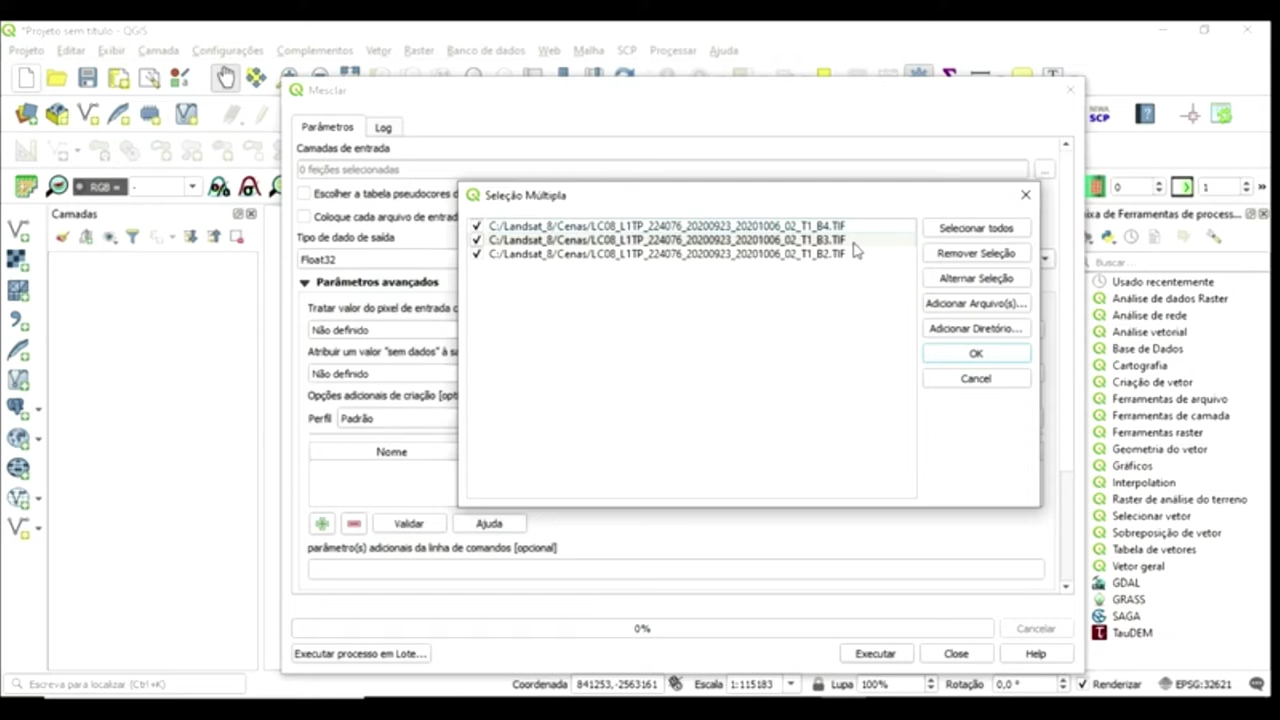 *Projeto sem título - QGIS
Projeto Editar Exibir Camada Configurações Complementos Vetor Raster Banco de dados Web Malha SCP Processar Ajuda
Mesclar
SCP
Parâmetros Log
Camadas de entrada
0 feições selecionadas
...
RGB = - 0 1 »
Escolher a tabela pseudocores d
Seleção Múltipla
Camadas
Coloque cada arquivo de entrad
ixa de Ferramentas de proces...
C:/Landsat_8/Cenas/LC08_L1TP_224076_20200923_20201006_02_T1_B4.TIF
C:/Landsat_8/Cenas/LC08_L1TP_224076_20200923_20201006_02_T1_B3.TIF
C:/Landsat_8/Cenas/LC08_L1TP_224076_20200923_20201006_02_T1_B2.TIF
Selecionar todos
Remover Seleção
Alternar Seleção
Adicionar Arquivo(s)...
Adicionar Diretório...
OK
Cancel
Tipo de dado de saída
Float32
Parâmetros avançados
Tratar valor do pixel de entrada c
Não definido
Atribuir um valor "sem dados" à sa
Não definido
Opções adicionais de criação [opti
Perfil Padrão
Nome
Validar Ajuda
parâmetro(s) adicionais da linha de comandos [opcional]
0% Cancelar
Executar processo em Lote... Executar Close Help
Buscar...
Usado recentemente
Análise de dados Raster
Análise de rede
Análise vetorial
Base de Dados
Cartografia
Criação de vetor
Ferramentas de arquivo
Ferramentas de camada
Ferramentas raster
Geometria do vetor
Gráficos
Interpolation
Raster de análise do terreno
Selecionar vetor
Sobreposição de vetor
Tabela de vetores
Vetor geral
GDAL
GRASS
SAGA
TauDEM
Escreva para localizar (Ctrl+K) Coordenada 841253,-2563161 Escala 1:115183 Lupa 100% Rotação 0,0 ° Renderizar EPSG:32621